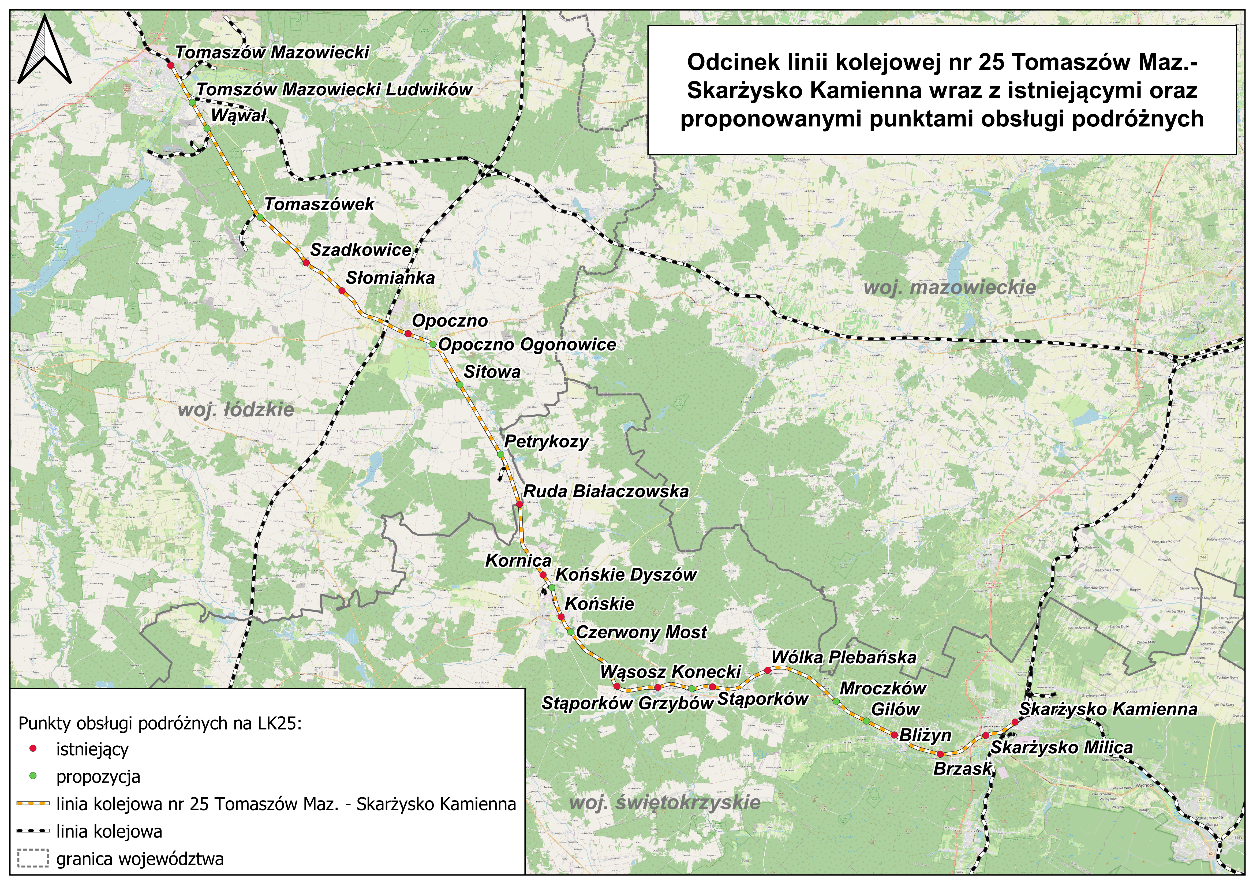 Odcinek linii kolejowej nr 25 Tomaszów Maz.-
Skarżysko Kamienna wraz z istniejącymi oraz
proponowanymi punktami obsługi podróżnych
Tomaszów Mazowiecki
Tomszów Mazowiecki Ludwików
Wąwał
Tomaszówek
Szadkowice
Słomianka
woj. mazowieckie
Opoczno
Opoczno Ogonowice
Sitowa
woj. łódzkie
Petrykozy
Ruda Białaczowska
Kornica
Końskie Dyszów
Końskie
Czerwony Most
Wąsosz Konecki
Wólka Plebańska
Stąporków Grzybów
Stąporków
Mroczków
Gilów
Skarżysko Kamienna
Bliżyn
Skarżysko Milica
Brzask
woj. świętokrzyskie
Punkty obsługi podróżnych na LK25:
istniejący
propozycja
linia kolejowa nr 25 Tomaszów Maz. - Skarżysko Kamienna
linia kolejowa
granica województwa